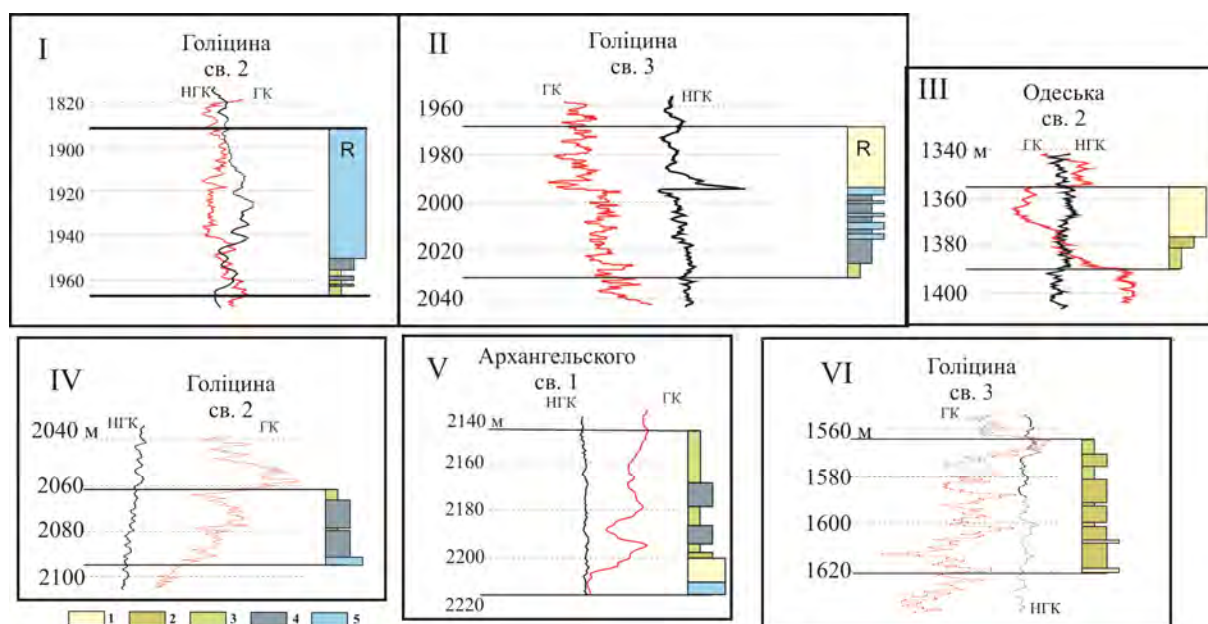 I
Голіцина
св. 2
НГК ГК
1820
1900
1920
1940
1960
R
II
Голіцина
св. 3
ГК НГК
1960
1980
2000
2020
2040
R
III
Одеська
св. 2
ГК НГК
1340 м
1360
1380
1400
IV
Голіцина
св. 2
НГК ГК
2040 м
2060
2080
2100
1 2 3 4 5
V
Архангельского
св. 1
НГК ГК
2140 м
2160
2180
2200
2220
VI
Голіцина
св. 3
ГК
1560 м
1580
1600
1620
НГК